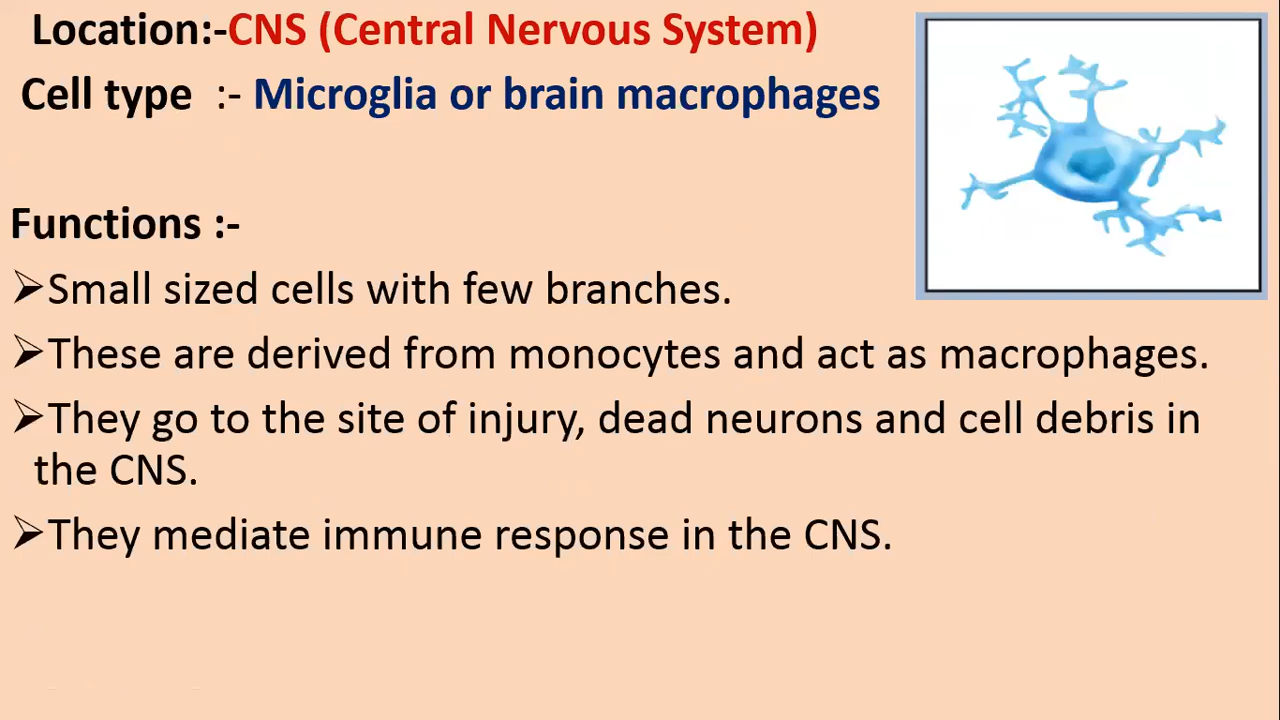 Location:-CNS (Central Nervous System)
Cell type :- Microglia or brain macrophages
Functions :-
➢Small sized cells with few branches.
➢These are derived from monocytes and act as macrophages.
➢They go to the site of injury, dead neurons and cell debris in
the CNS.
➢They mediate immune response in the CNS.